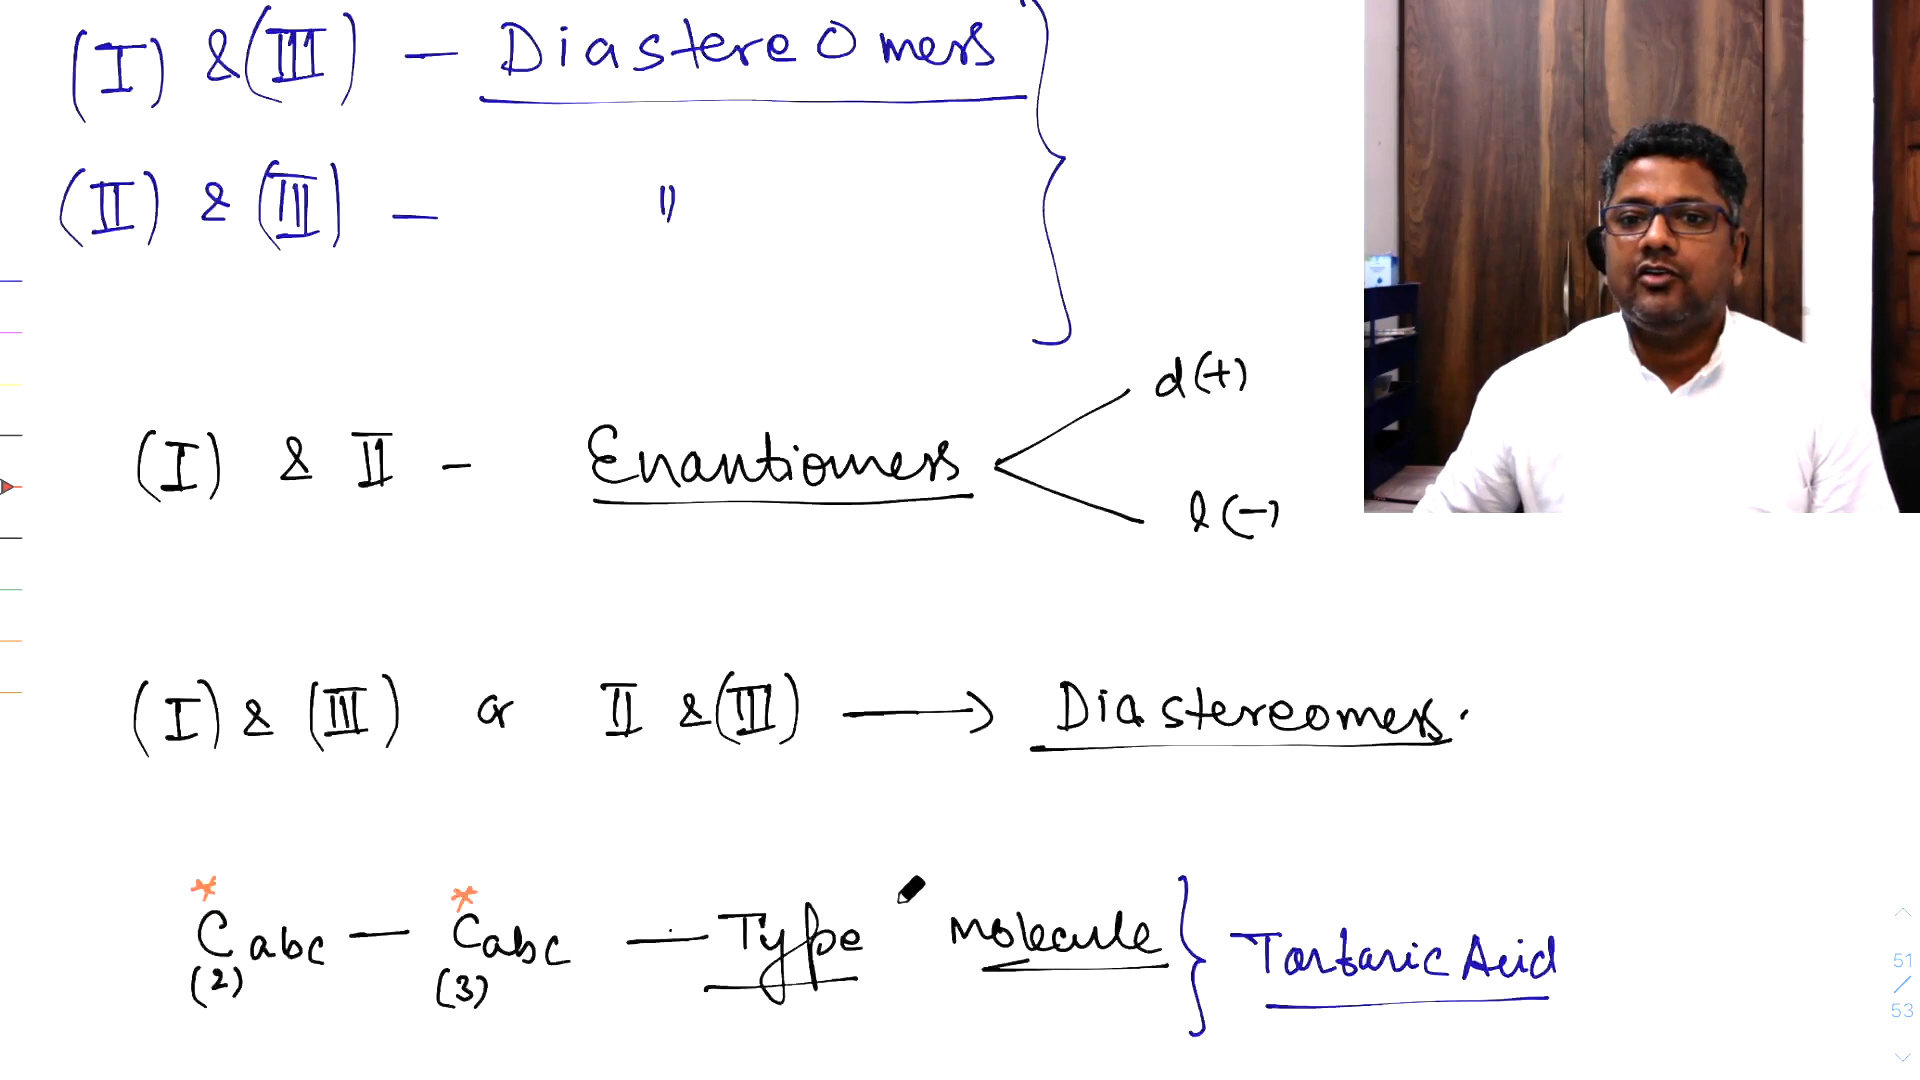 (I) & (III) — Diastereomers
(II) & (III) — "
(I) & II - Enantiomers
d(+)
l(-)
(I) & (III) or II & (III) → Diastereomers.
* *
Cabc — Cabc — Type molecule } Tartaric Acid
(2) (3)
51
/
53